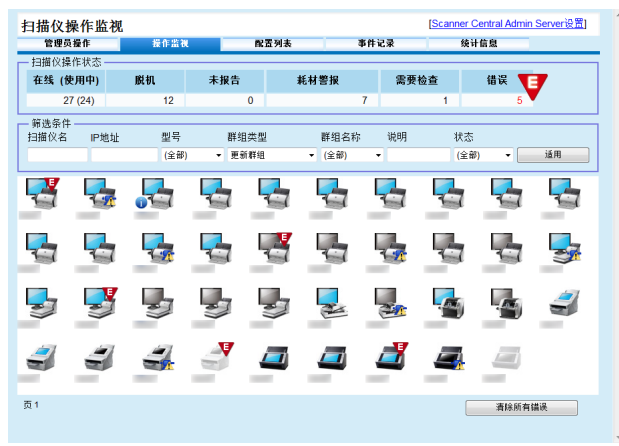 扫描仪操作监视
[Scanner Central Admin Server设置]
管理员操作 操作监视 配置列表 事件记录 统计信息
扫描仪操作状态
在线 (使用中) 脱机 未报告 耗材警报 需要检查 错误 E
27 (24) 12 0 7 1 5
筛选条件
扫描仪名 IP地址 型号 群组类型 群组名称 说明 状态
(全部) 更新群组 (全部) (全部) 适用
E
E
E
E E
页 1
清除所有错误